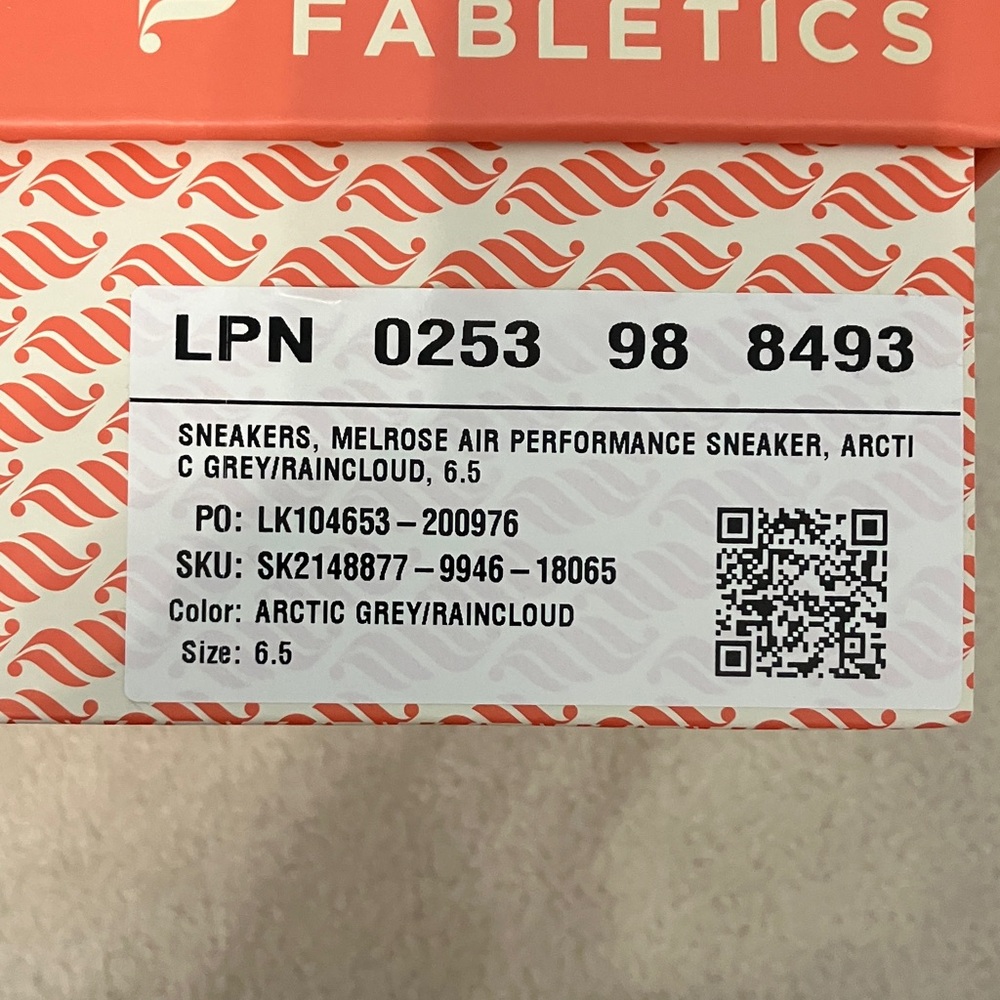 FABLETICS
LPN 0253 98 8493
SNEAKERS, MELROSE AIR PERFORMANCE SNEAKER, ARCTI
C GREY/RAINCLOUD, 6.5
PO: LK104653-200976
SKU: SK2148877-9946-18065
Color: ARCTIC GREY/RAINCLOUD
Size: 6.5